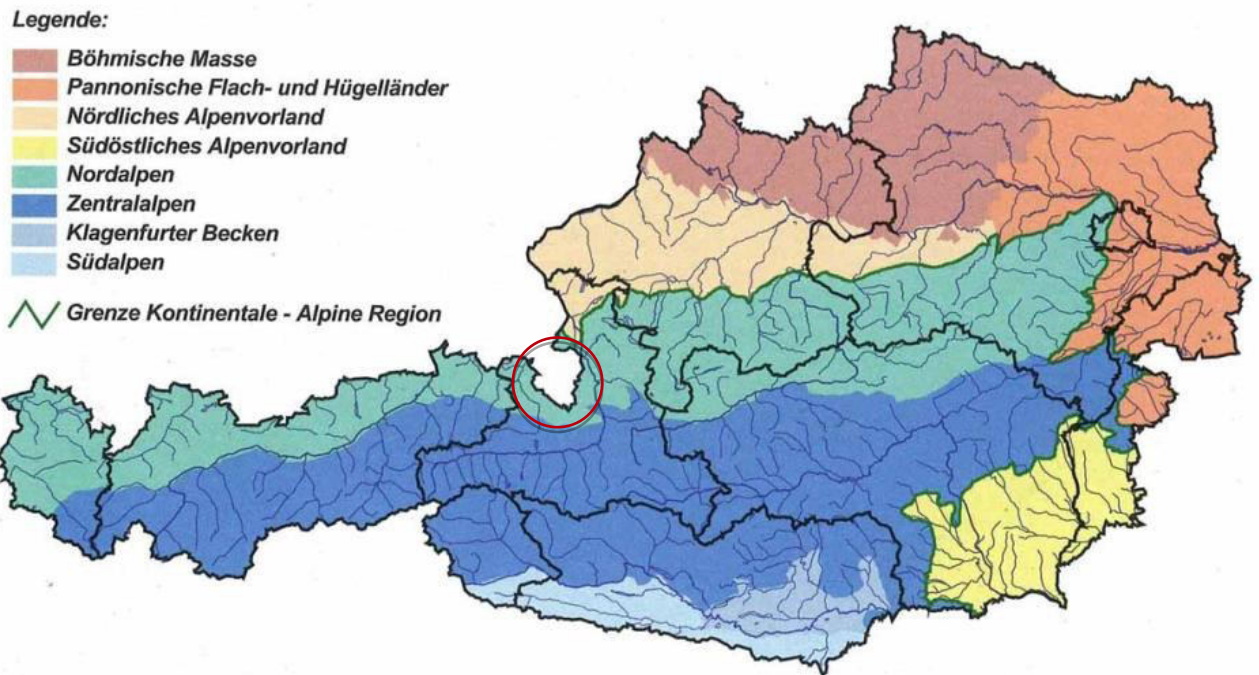 Legende:
Böhmische Masse
Pannonische Flach- und Hügelländer
Nördliches Alpenvorland
Südöstliches Alpenvorland
Nordalpen
Zentralalpen
Klagenfurter Becken
Südalpen
Grenze Kontinentale - Alpine Region